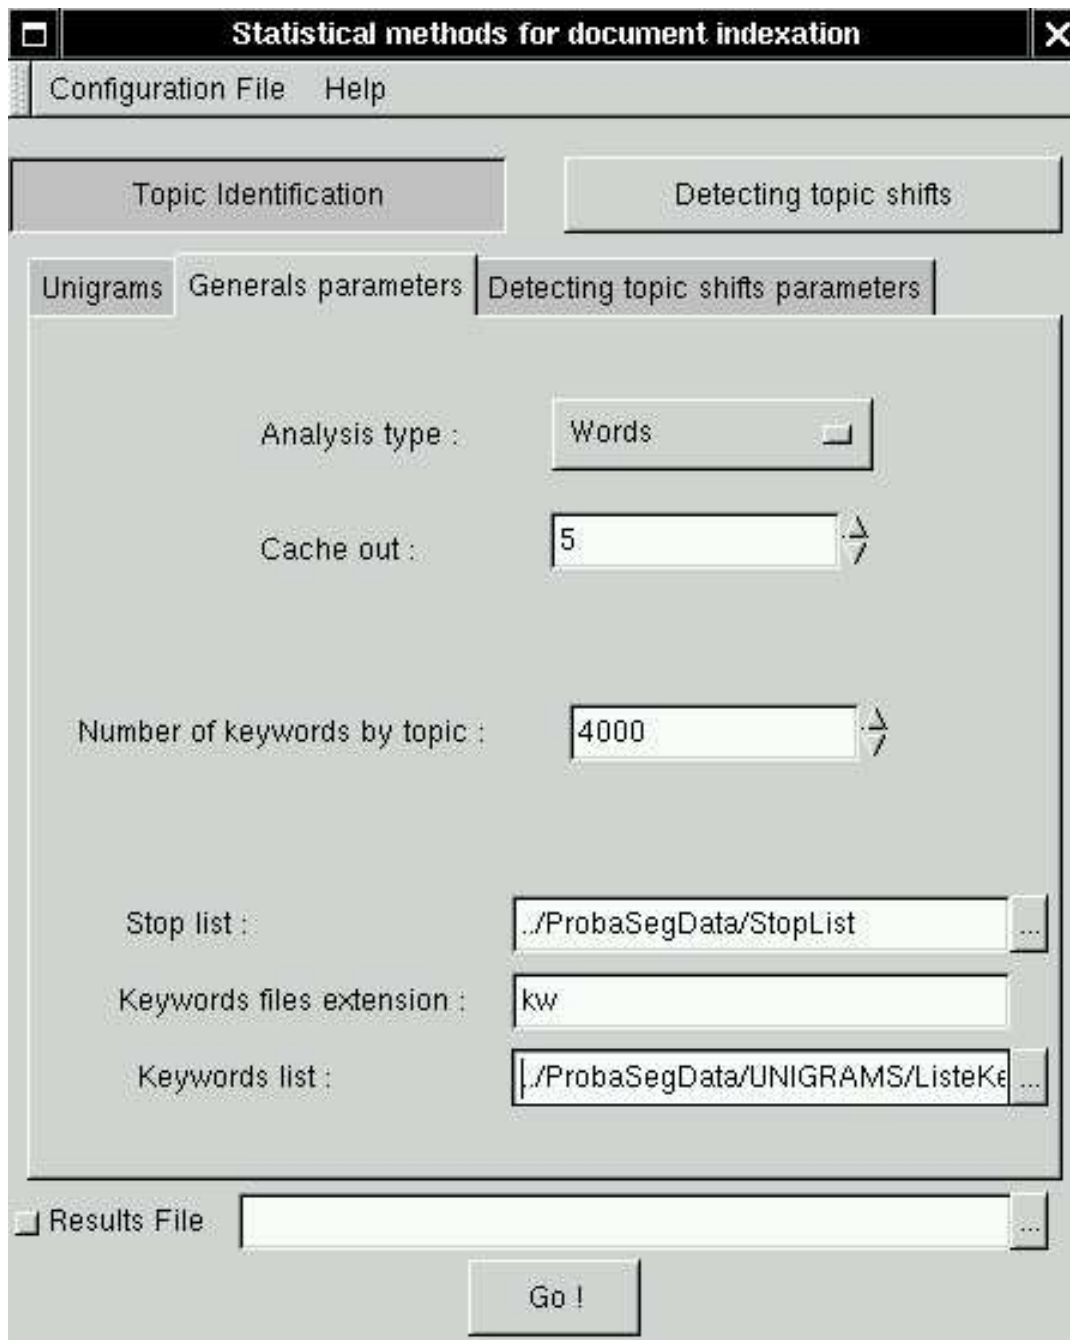 Statistical methods for document indexation
Configuration File Help
Topic Identification Detecting topic shifts
Unigrams Generals parameters Detecting topic shifts parameters
Analysis type : Words
Cache out : 5
Number of keywords by topic : 4000
Stop list : ../ProbaSegData/StopList ...
Keywords files extension : kw
Keywords list : ../ProbaSegData/UNIGRAMS/ListeKe ...
Results File ...
Go !